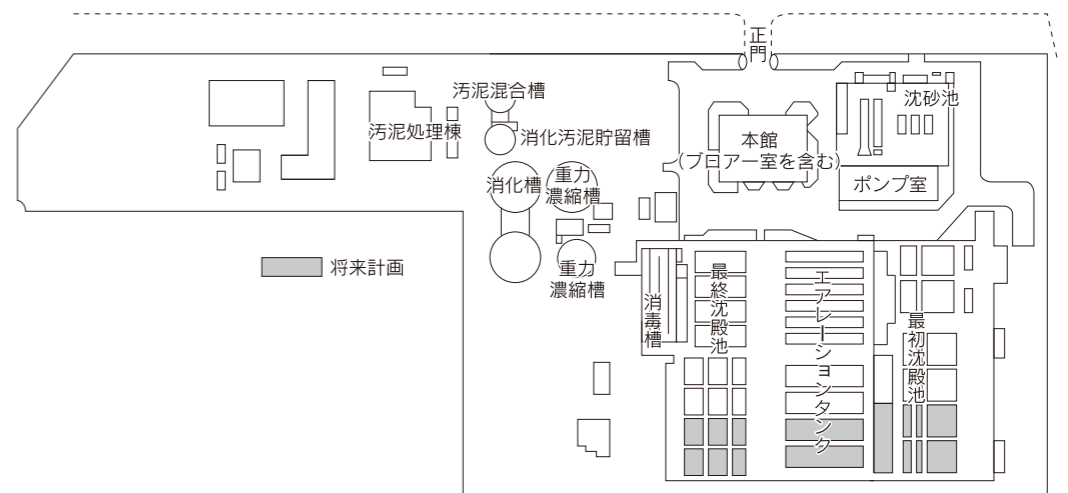 正門
汚泥混合槽
汚泥処理棟
消化汚泥貯留槽
消化槽
重力
濃縮槽
重力
濃縮槽
本館
(ブロアー室を含む)
沈砂池
ポンプ室
将来計画
消毒槽
最終沈殿池
エアレーションタンク
最初沈殿池